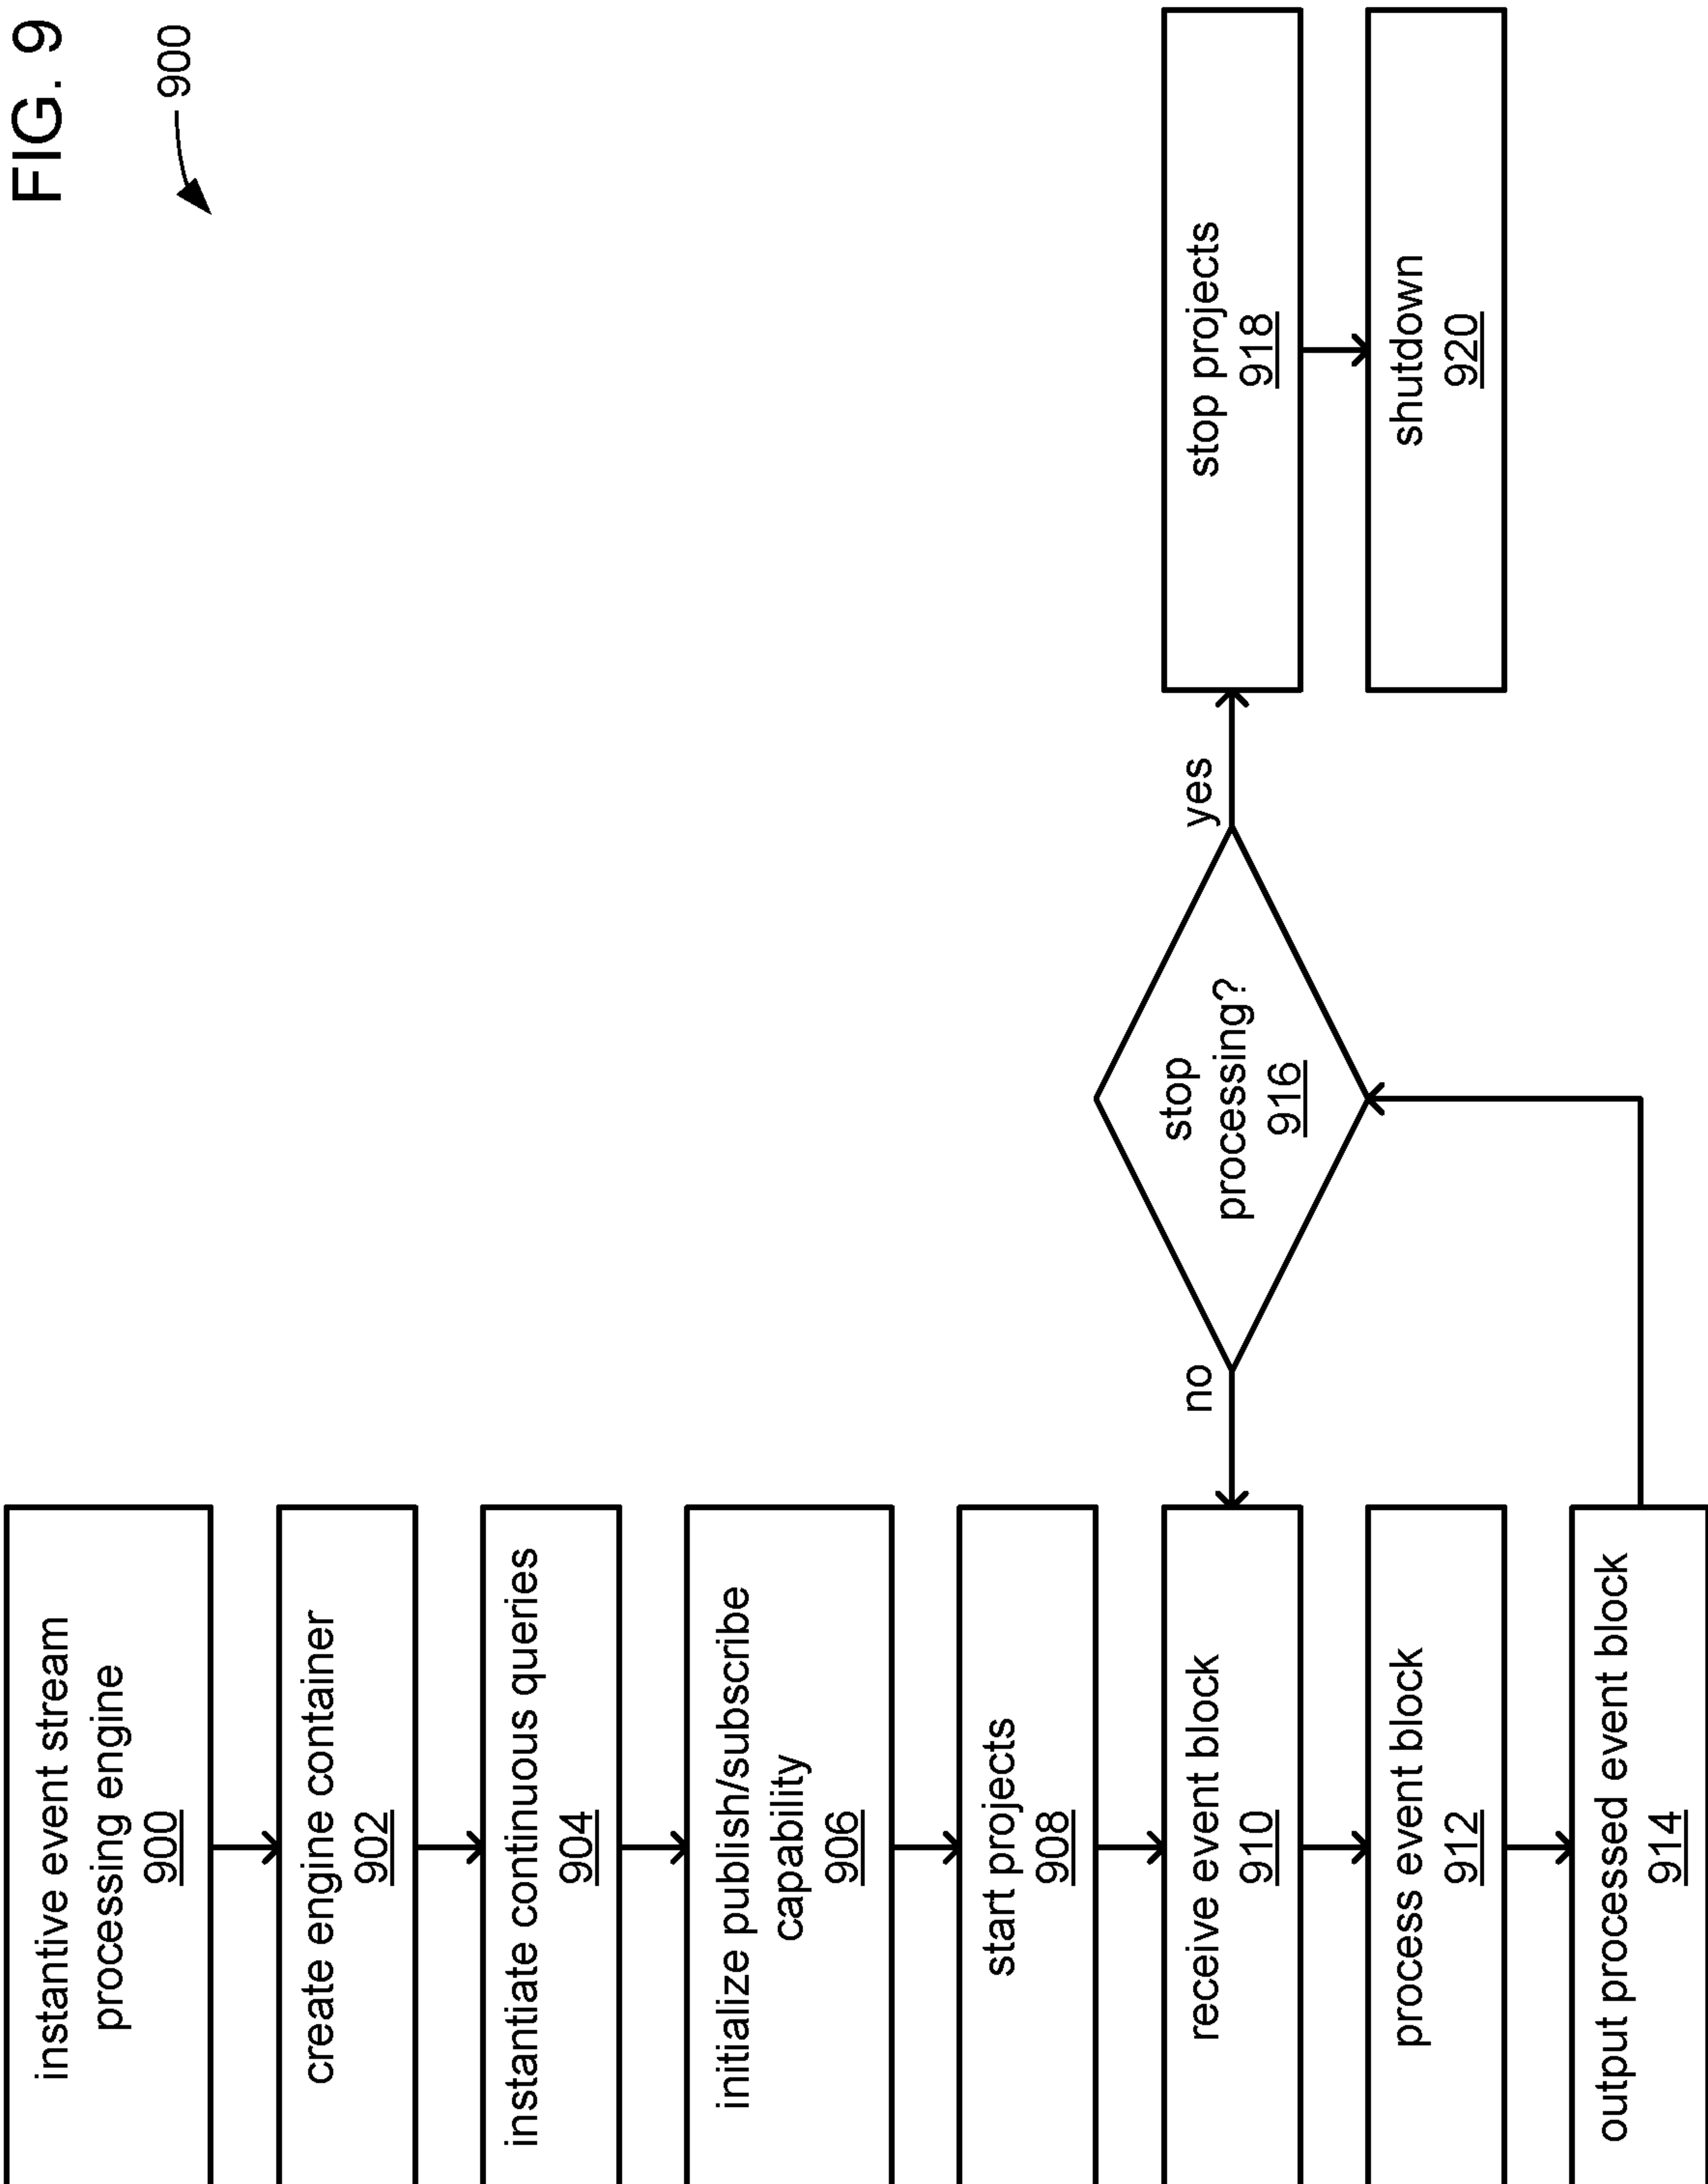 FIG. 9
900
instantive event stream
processing engine
900
create engine container
902
instantiate continuous queries
904
initialize publish/subscribe
capability
906
start projects
908
receive event block
910
process event block
912
output processed event block
914
no
stop
processing?
916
yes
stop projects
918
shutdown
920